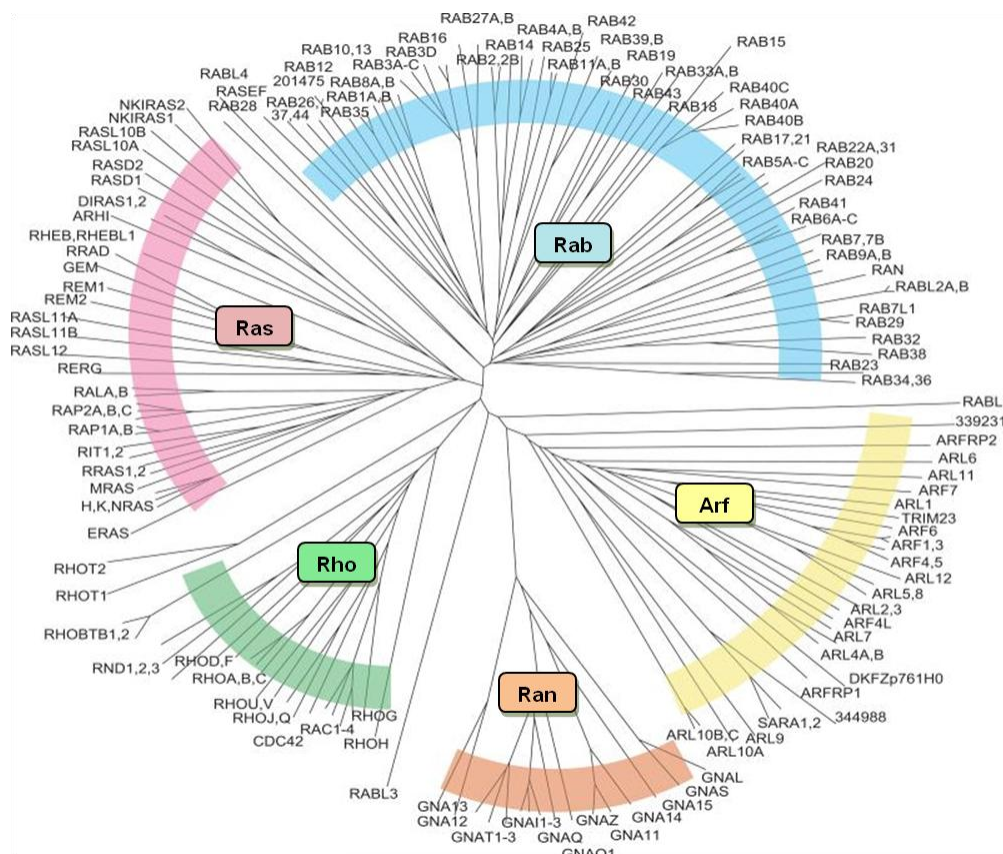 RAB27A,B
RAB42
RAB16
RAB4A,B
RAB39,B
RAB15
RAB10,13
RAB3D
RAB14
RAB25
RAB19
RAB12
RAB3A-C
RAB2,2B
RAB11A,B
RAB33A,B
RABL4
201475
RAB8A,B
RAB30
RAB40C
RASEF
RAB26,
37,44
RAB1A,B
RAB43
RAB40A
RAB28
RAB35
RAB18
RAB40B
NKIRAS2
NKIRAS1
RASL10B
RASL10A
RASD2
RASD1
DIRAS1,2
ARHI
RHEB,RHEBL1
RRAD
GEM
REM1
REM2
RASL11A
RASL11B
RASL12
RERG
RALA,B
RAP2A,B,C
RAP1A,B
RIT1,2
RRAS1,2
MRAS
H,K,NRAS
ERAS
RAB17,21
RAB22A,31
RAB5A-C
RAB20
RAB24
RAB41
RAB6A-C
RAB7,7B
RAB9A,B
RAN
RABL2A,B
RAB7L1
RAB29
RAB32
RAB38
RAB23
RAB34,36
Rab
Ras
Arf
Rho
Ran
RABL
339231
ARFRP2
ARL6
ARL11
ARF7
ARL1
TRIM23
ARF6
ARF1,3
ARF4,5
ARL12
ARL5,8
ARL2,3
ARF4L
ARL7
ARL4A,B
DKFZp761H0
ARFRP1
344988
SARA1,2
ARL9
ARL10B,C
ARL10A
RHOT2
RHOT1
RHOBTB1,2
RND1,2,3
RHOD,F
RHOA,B,C
RHOU,V
RHOJ,Q
CDC42
RAC1-4
RHOG
RHOH
RABL3
GNAL
GNAS
GNA15
GNA14
GNA11
GNAZ
GNAQ
GNAI1-3
GNAT1-3
GNA12
GNA13
GNAO1